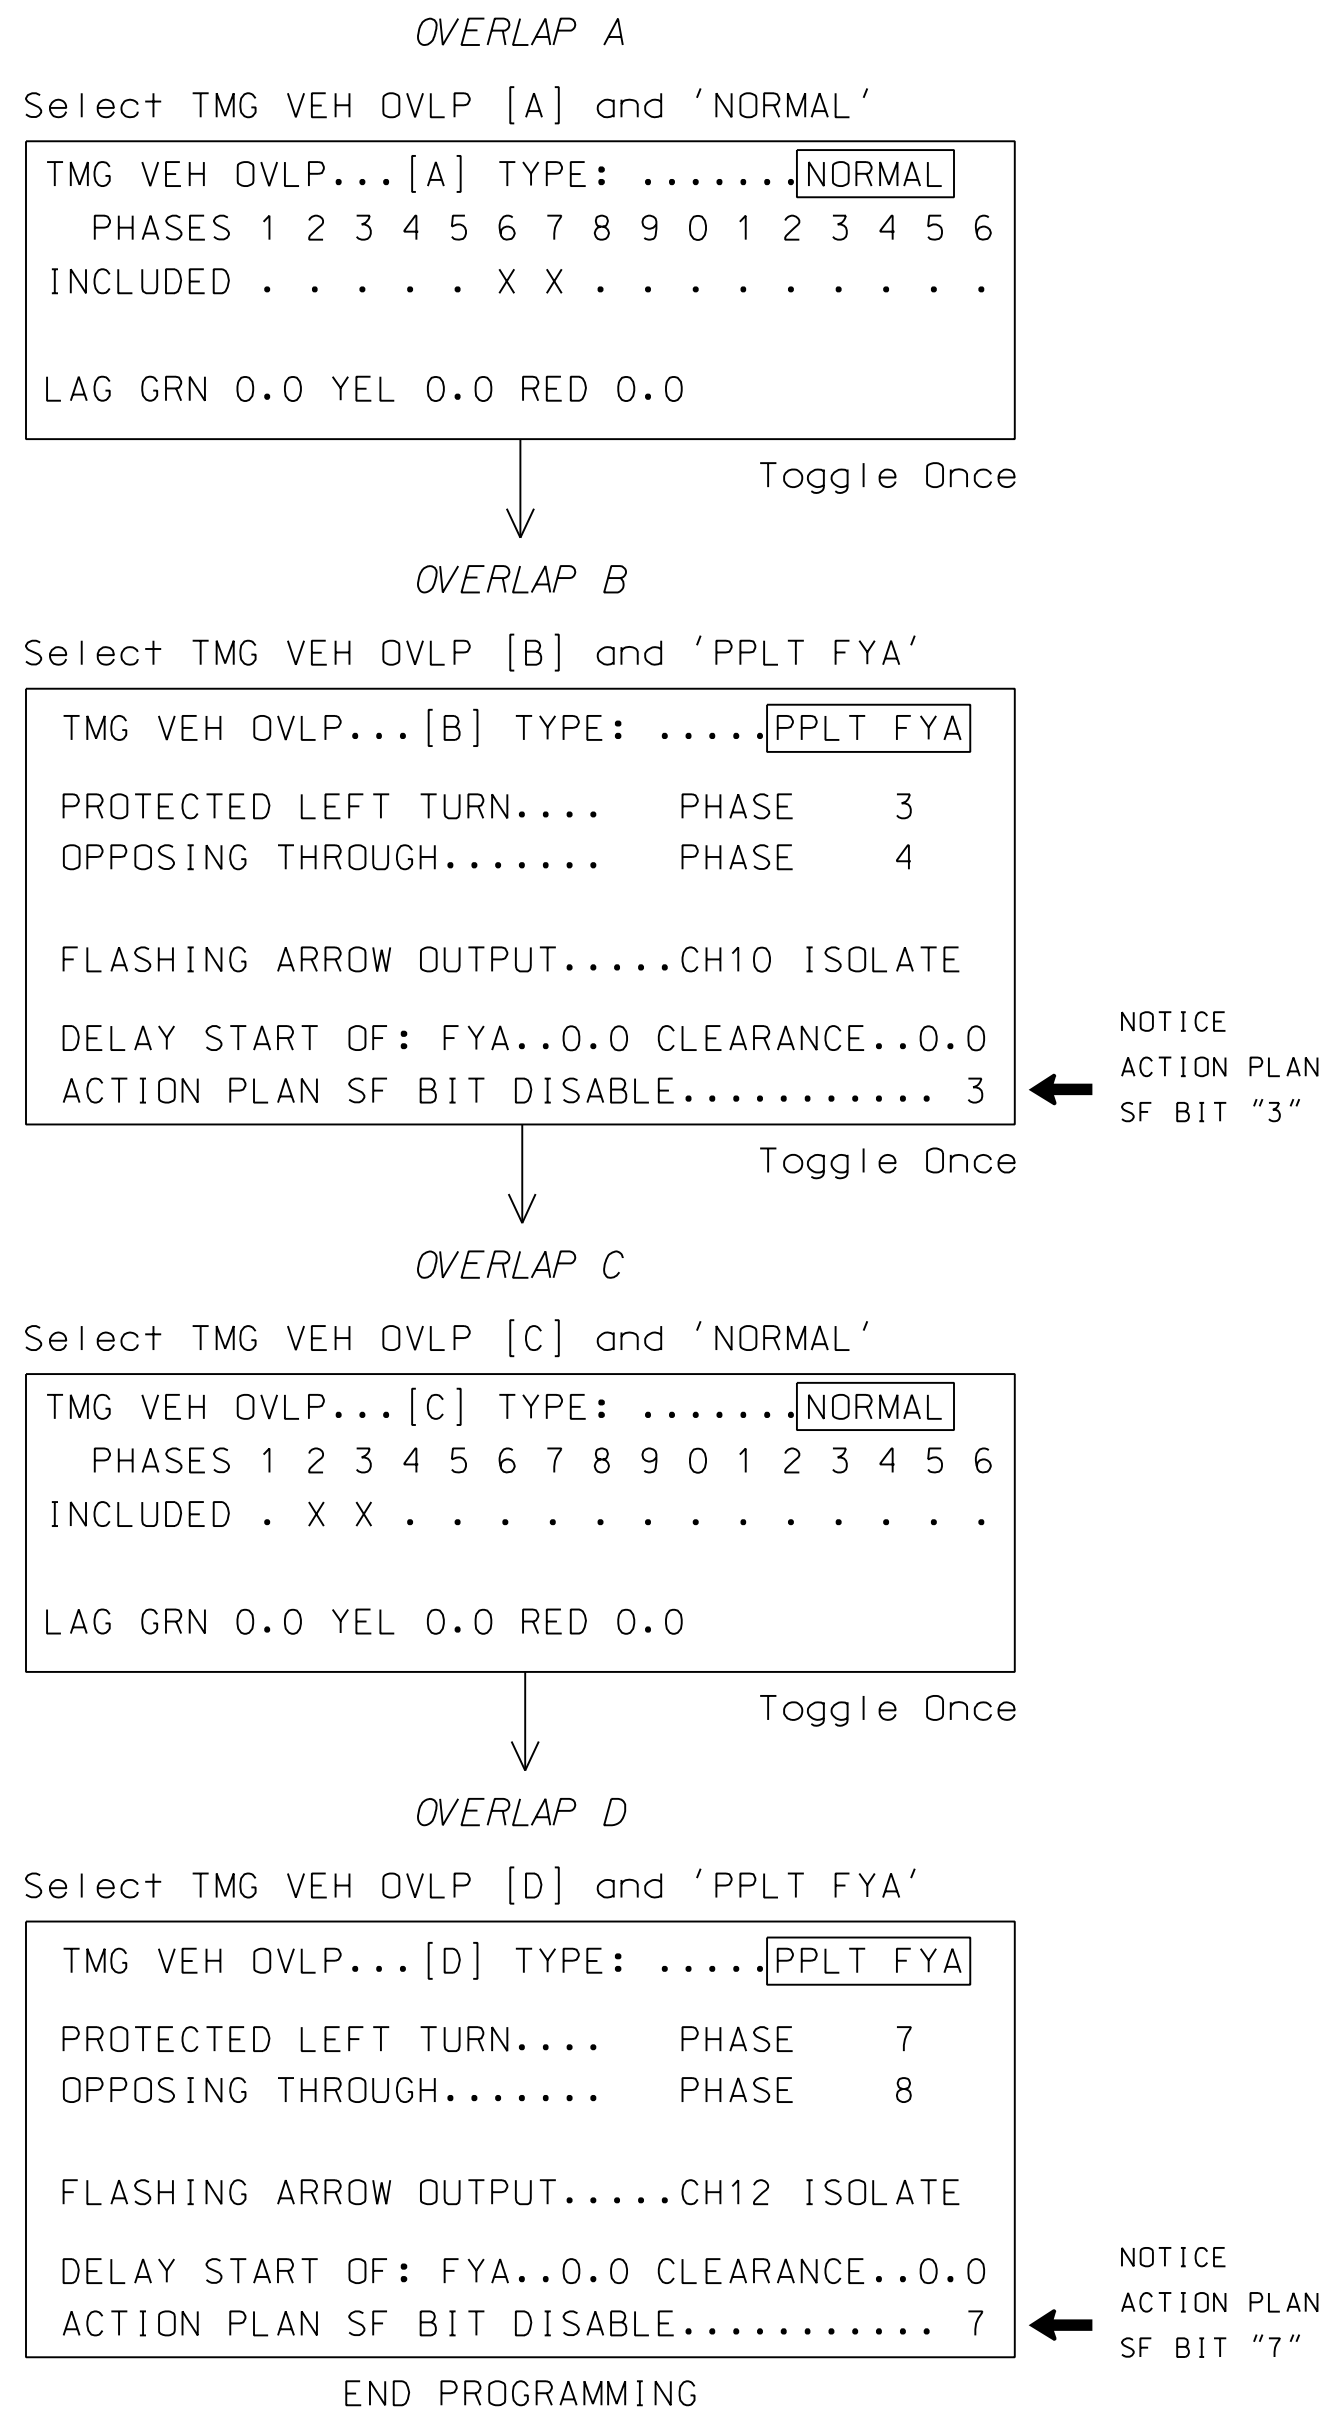 OVERLAP A
Select TMG VEH OVLP [A] and 'NORMAL'
TMG VEH OVLP...[A] TYPE: .......NORMAL
PHASES 1 2 3 4 5 6 7 8 9 0 1 2 3 4 5 6
INCLUDED . . . . . X X . . . . . . . . .
LAG GRN 0.0 YEL 0.0 RED 0.0
Toggle Once
OVERLAP B
Select TMG VEH OVLP [B] and 'PPLT FYA'
TMG VEH OVLP...[B] TYPE: .....PPLT FYA
PROTECTED LEFT TURN.... PHASE 3
OPPOSING THROUGH....... PHASE 4
FLASHING ARROW OUTPUT.....CH10 ISOLATE
DELAY START OF: FYA..0.0 CLEARANCE..0.0
ACTION PLAN SF BIT DISABLE........... 3
NOTICE
ACTION PLAN
SF BIT "3"
Toggle Once
OVERLAP C
Select TMG VEH OVLP [C] and 'NORMAL'
TMG VEH OVLP...[C] TYPE: .......NORMAL
PHASES 1 2 3 4 5 6 7 8 9 0 1 2 3 4 5 6
INCLUDED . X X . . . . . . . . . . . . .
LAG GRN 0.0 YEL 0.0 RED 0.0
Toggle Once
OVERLAP D
Select TMG VEH OVLP [D] and 'PPLT FYA'
TMG VEH OVLP...[D] TYPE: .....PPLT FYA
PROTECTED LEFT TURN.... PHASE 7
OPPOSING THROUGH....... PHASE 8
FLASHING ARROW OUTPUT.....CH12 ISOLATE
DELAY START OF: FYA..0.0 CLEARANCE..0.0
ACTION PLAN SF BIT DISABLE........... 7
NOTICE
ACTION PLAN
SF BIT "7"
END PROGRAMMING